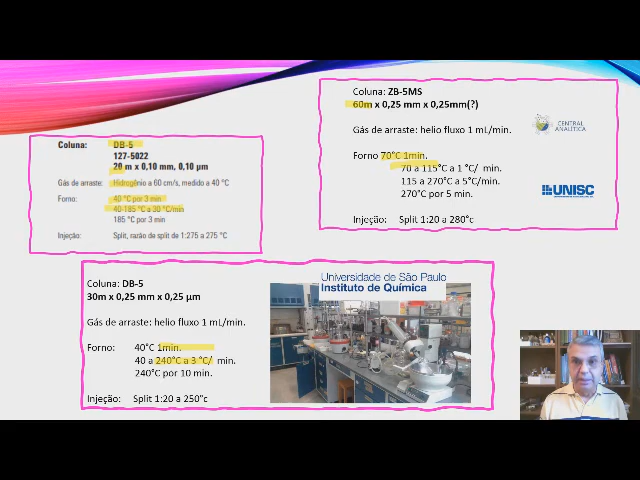 Coluna: DB-5
127-5022
20 m x 0,10 mm, 0,10 µm
Gás de arraste: Hidrogênio a 60 cm/s, medido a 40 °C
Forno: 40 °C por 3 min
40-185 °C a 30 °C/min
185 °C por 3 min
Injeção: Split, razão de split de 1:275 a 275 °C
Coluna: ZB-5MS
60m x 0,25 mm x 0,25mm(?)
Gás de arraste: helio fluxo 1 mL/min.
Forno 70°C 1min.
70 a 115°C a 1 °C/ min.
115 a 270°C a 5°C/min.
270°C por 5 min.
Injeção: Split 1:20 a 280°c
CENTRAL
ANALÍTICA
UNISC
Coluna: DB-5
30m x 0,25 mm x 0,25 µm
Gás de arraste: helio fluxo 1 mL/min.
Forno: 40°C 1min.
40 a 240°C a 3 °C/ min.
240°C por 10 min.
Injeção: Split 1:20 a 250°c
Universidade de São Paulo
Instituto de Química